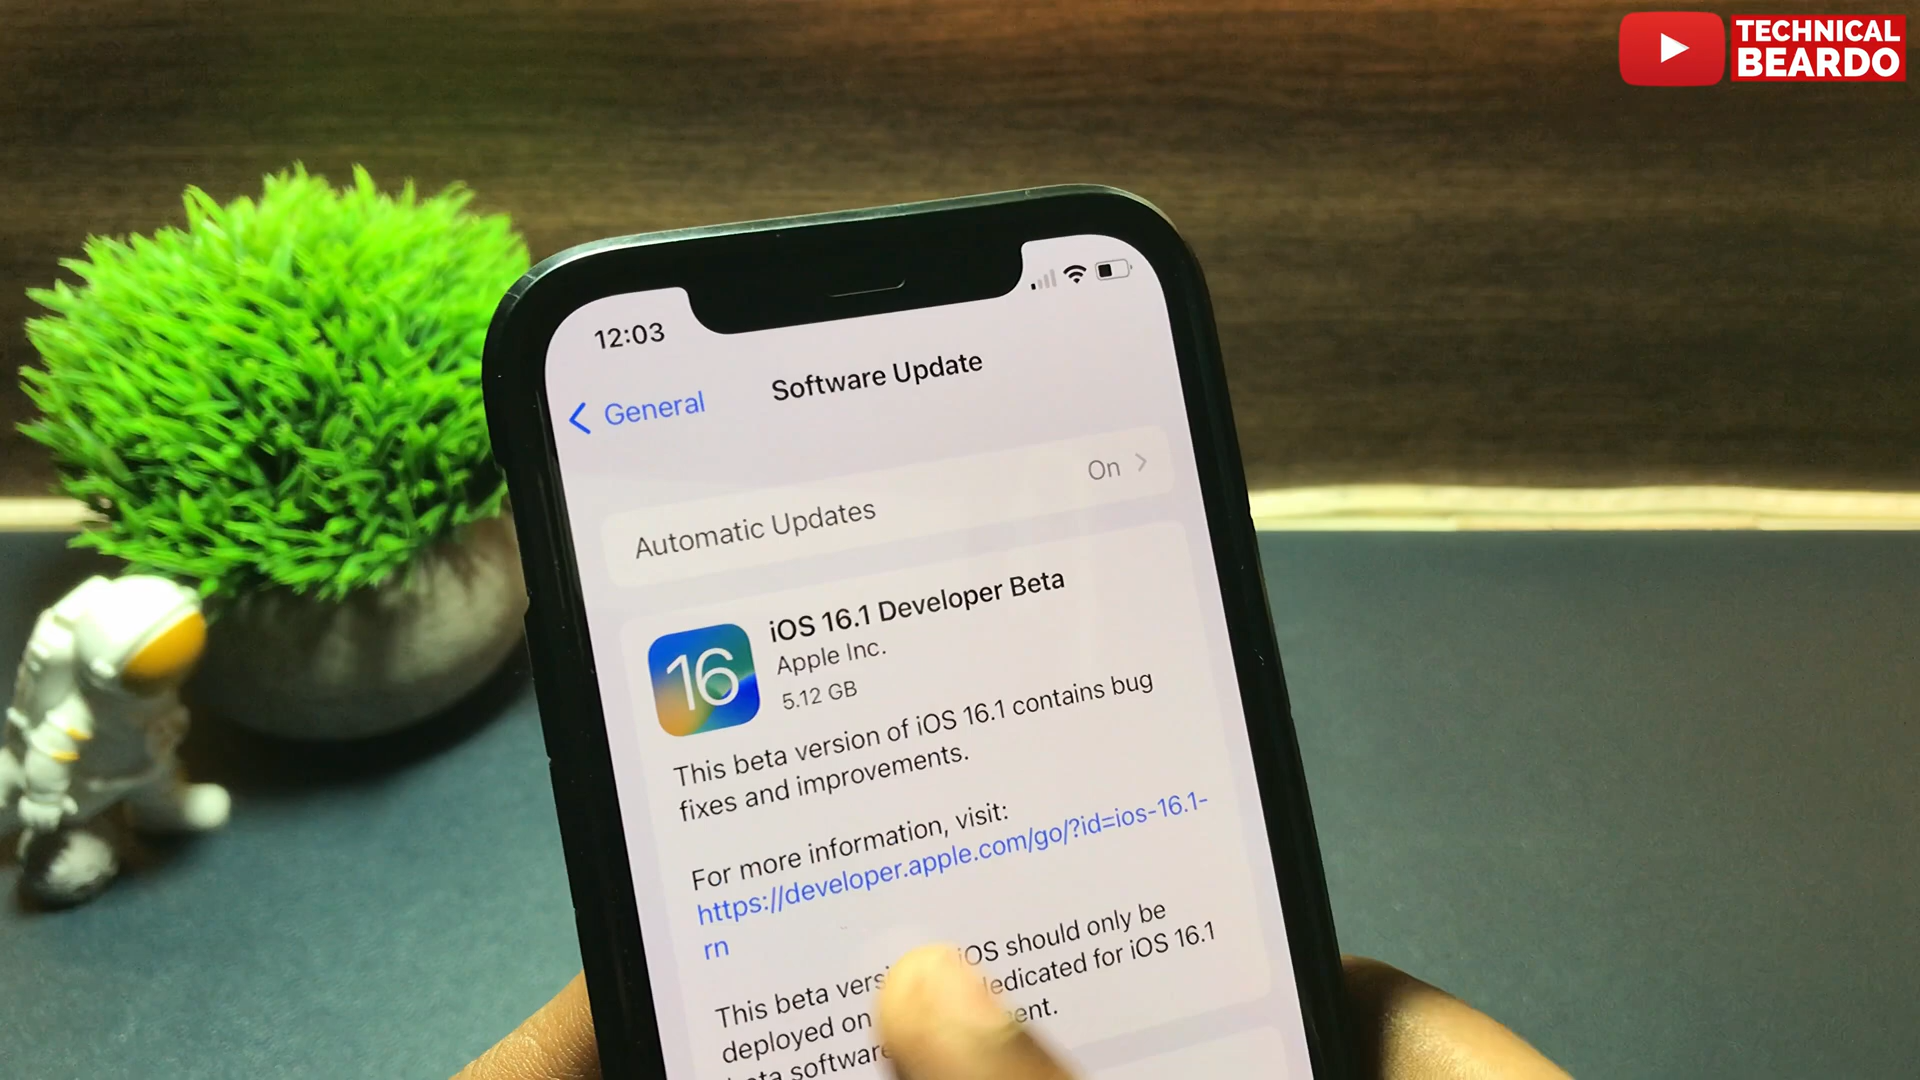 TECHNICAL
BEARDO
12:03
General
Software Update
Automatic Updates
On
16
iOS 16.1 Developer Beta
Apple Inc.
5.12 GB
This beta version of iOS 16.1 contains bug
fixes and improvements.
For more information, visit:
https://developer.apple.com/go/?id=ios-16.1-
rn
This beta iOS should only be
deployed on for iOS 16.1
software